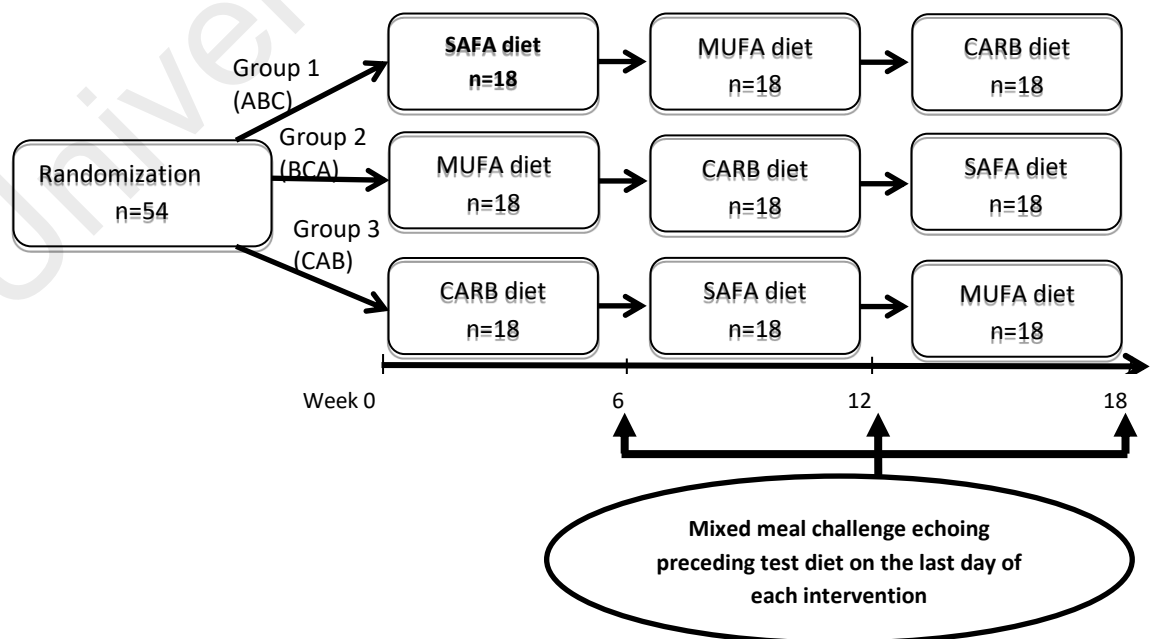 SAFA diet
n=18
MUFA diet
n=18
CARB diet
n=18
Group 1
(ABC)
Group 2
(BCA)
MUFA diet
n=18
CARB diet
n=18
SAFA diet
n=18
Randomization
n=54
Group 3
(CAB)
CARB diet
n=18
SAFA diet
n=18
MUFA diet
n=18
Week 0
6
12
18
Mixed meal challenge echoing
preceding test diet on the last day of
each intervention